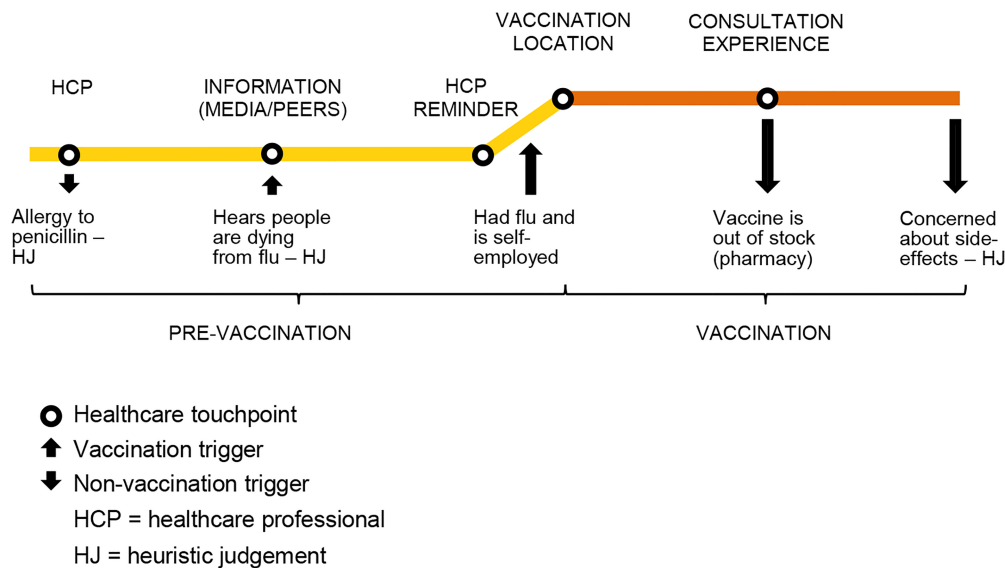 VACCINATION
LOCATION
CONSULTATION
EXPERIENCE
HCP
INFORMATION
(MEDIA/PEERS)
HCP
REMINDER
Allergy to
penicillin –
HJ
Hears people
are dying
from flu – HJ
Had flu and
is self-
employed
Vaccine is
out of stock
(pharmacy)
Concerned
about side-
effects – HJ
PRE-VACCINATION
VACCINATION
Healthcare touchpoint
Vaccination trigger
Non-vaccination trigger
HCP = healthcare professional
HJ = heuristic judgement